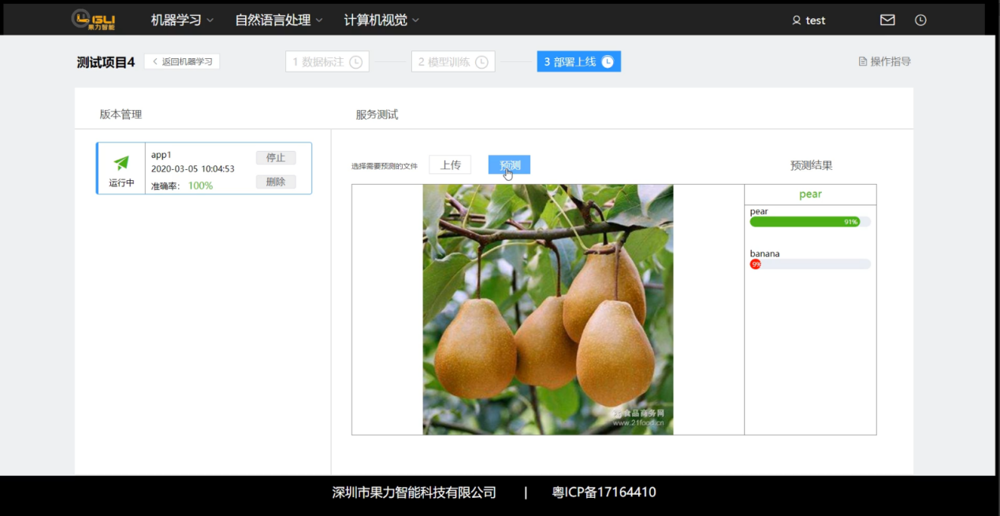 GLI
果力智能
机器学习 自然语言处理 计算机视觉 test
测试项目4 返回机器学习 1 数据标注 2 模型训练 3 部署上线 操作指导
版本管理 服务测试
选择需要预测的文件 上传 预测 预测结果
app1 停止
2020-03-05 10:04:53
运行中 准确率: 100% 删除
pear
pear
91%
banana
9%
食品商务网
www.21food.cn
深圳市果力智能科技有限公司 | 粤ICP备17164410